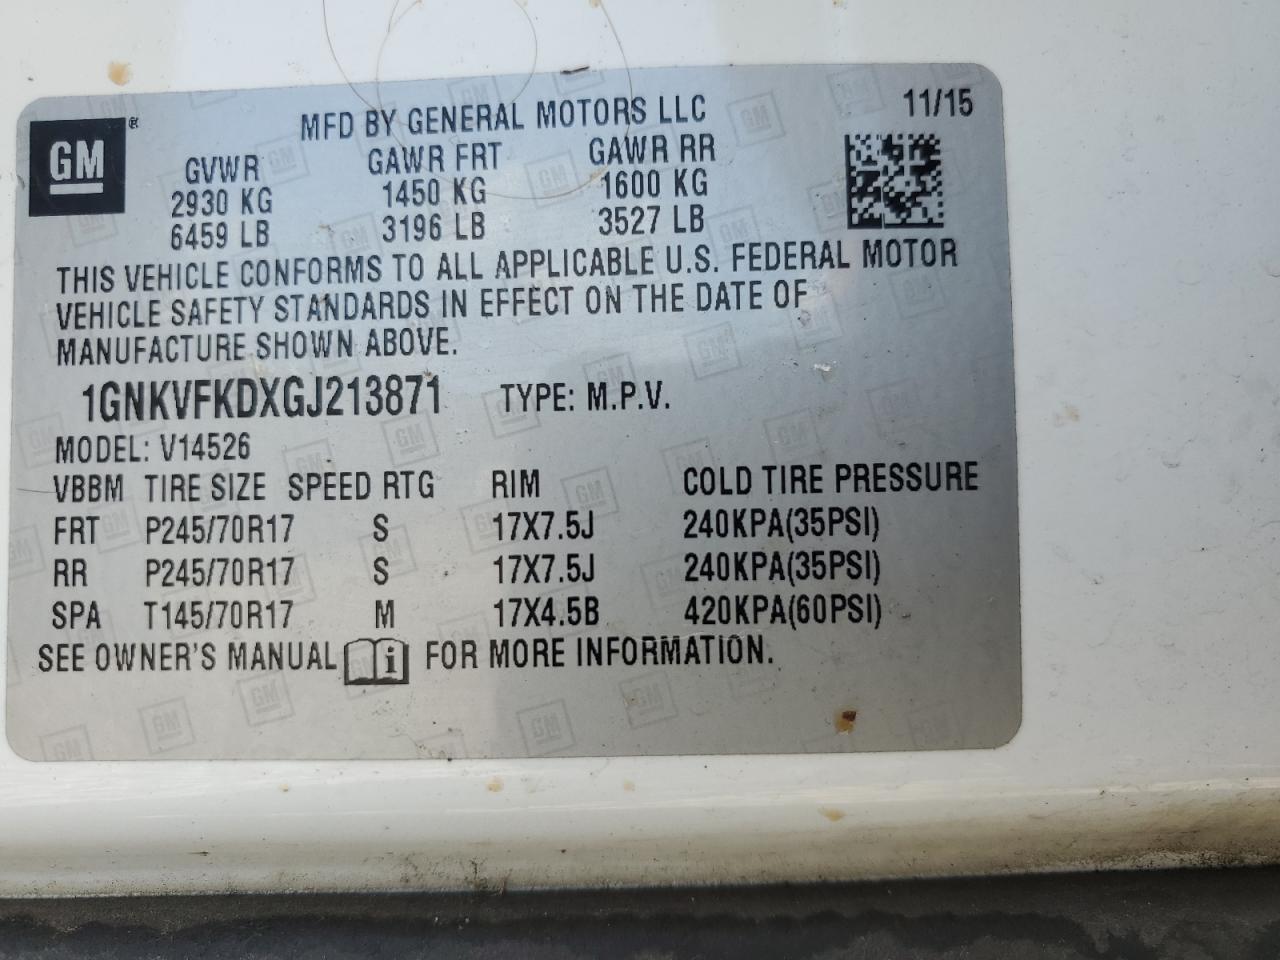 MFD BY GENERAL MOTORS LLC 11/15
GM ®
GVWR GAWR FRT GAWR RR
2930 KG 1450 KG 1600 KG
6459 LB 3196 LB 3527 LB
THIS VEHICLE CONFORMS TO ALL APPLICABLE U.S. FEDERAL MOTOR
VEHICLE SAFETY STANDARDS IN EFFECT ON THE DATE OF
MANUFACTURE SHOWN ABOVE.
1GNKVFKDXGJ213871 TYPE: M.P.V.
MODEL: V14526
VBBM TIRE SIZE SPEED RTG RIM COLD TIRE PRESSURE
FRT P245/70R17 S 17X7.5J 240KPA(35PSI)
RR P245/70R17 S 17X7.5J 240KPA(35PSI)
SPA T145/70R17 M 17X4.5B 420KPA(60PSI)
SEE OWNER'S MANUAL i FOR MORE INFORMATION.